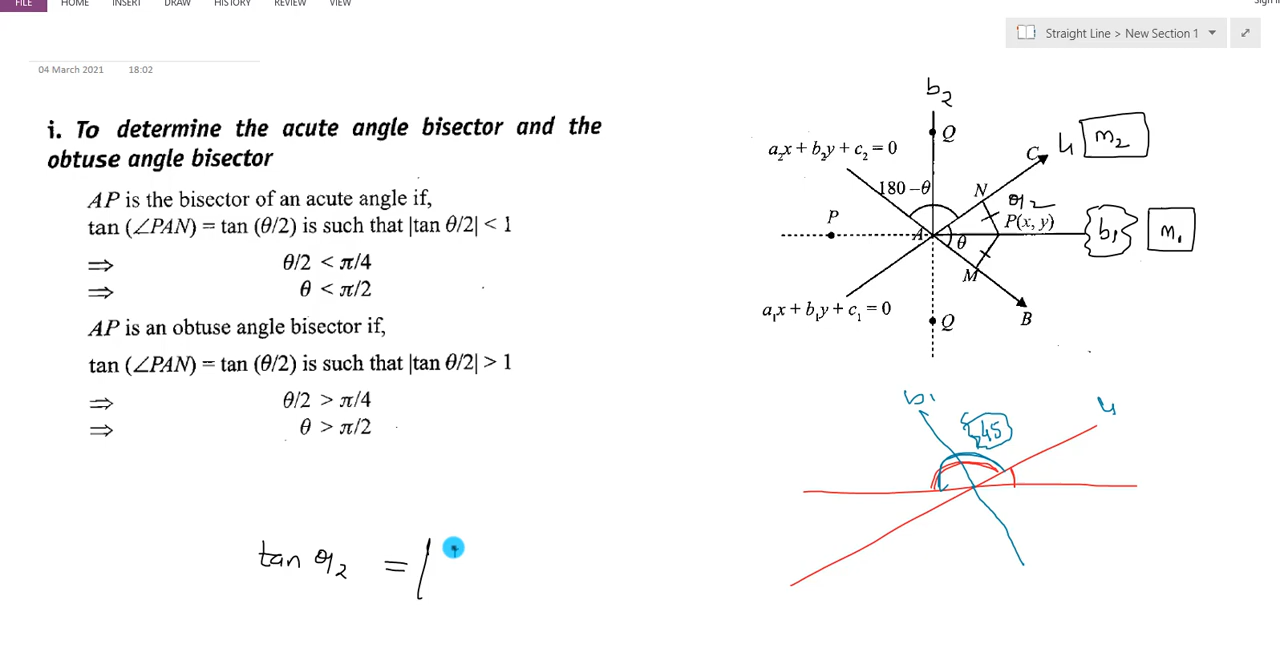 FILE HOME INSERT DRAW HISTORY REVIEW VIEW
Straight Line > New Section 1
04 March 2021 18:02
i. To determine the acute angle bisector and the
obtuse angle bisector
AP is the bisector of an acute angle if,
tan (∠PAN) = tan (θ/2) is such that |tan θ/2| < 1
⇒ θ/2 < π/4
⇒ θ < π/2
AP is an obtuse angle bisector if,
tan (∠PAN) = tan (θ/2) is such that |tan θ/2| > 1
⇒ θ/2 > π/4
⇒ θ > π/2
tan θ/2 = |
b₂
Q
a₂x + b₂y + c₂ = 0
C L₁ m₂
180 – θ
N
θ/2
P
P(x, y)
A
θ
b₁ m₁
M
a₁x + b₁y + c₁ = 0
Q
B
b₁
L₁
45